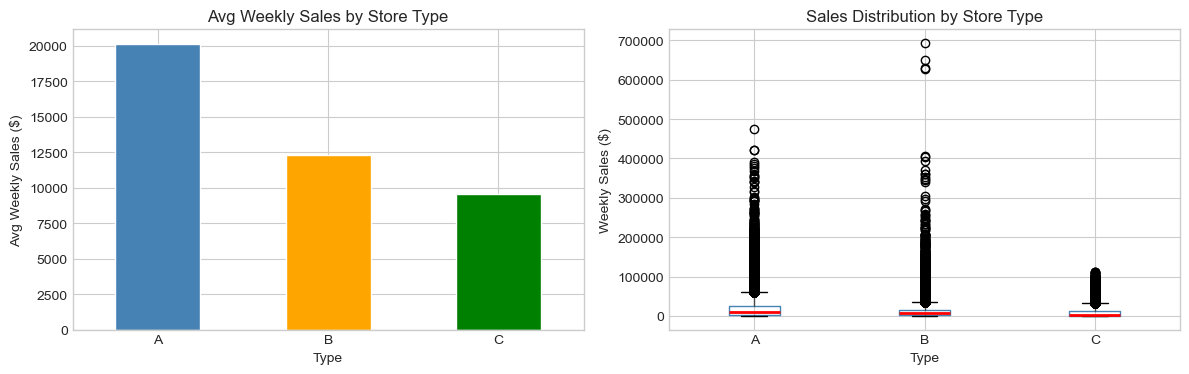 Avg Weekly Sales by Store Type
Avg Weekly Sales ($)
20000
17500
15000
12500
10000
7500
5000
2500
0
A B C
Type
Sales Distribution by Store Type
Weekly Sales ($)
700000
600000
500000
400000
300000
200000
100000
0
A B C
Type